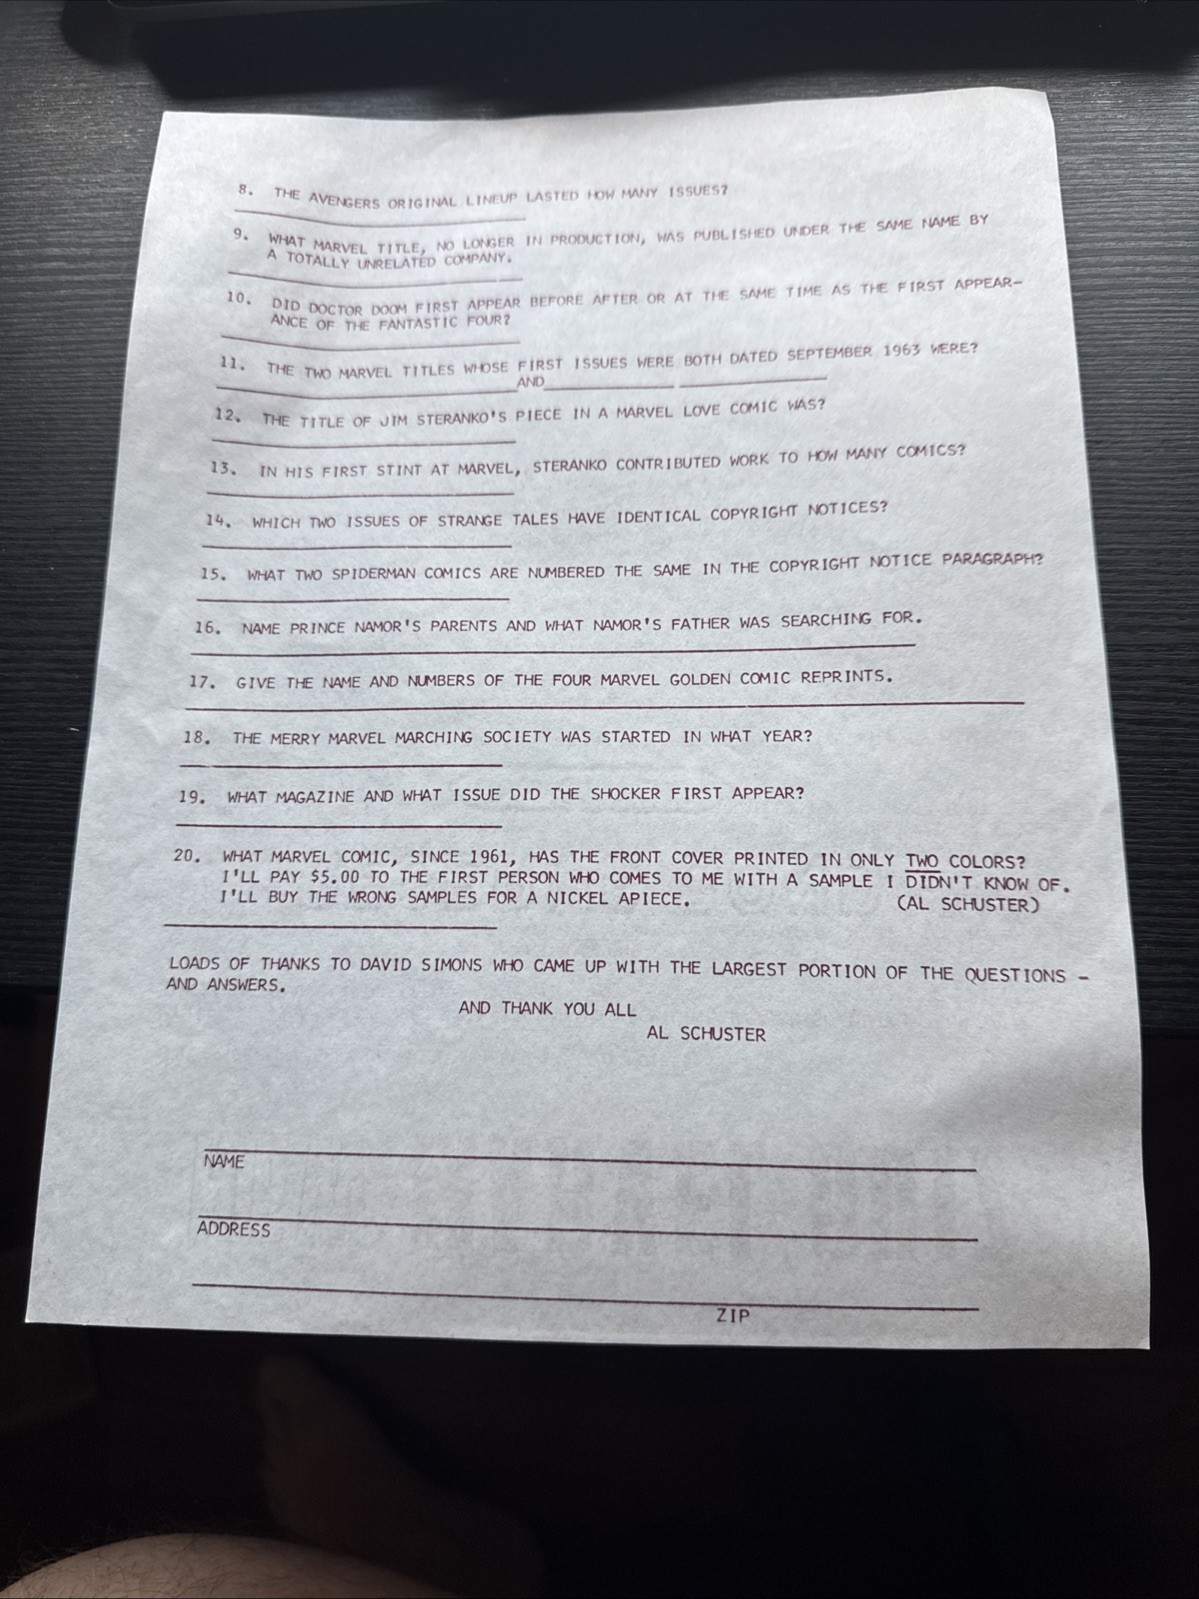 8. THE AVENGERS ORIGINAL LINEUP LASTED HOW MANY ISSUES?
9. WHAT MARVEL TITLE, NO LONGER IN PRODUCTION, WAS PUBLISHED UNDER THE SAME NAME BY
A TOTALLY UNRELATED COMPANY.
10. DID DOCTOR DOOM FIRST APPEAR BEFORE AFTER OR AT THE SAME TIME AS THE FIRST APPEAR-
ANCE OF THE FANTASTIC FOUR?
11. THE TWO MARVEL TITLES WHOSE FIRST ISSUES WERE BOTH DATED SEPTEMBER 1963 WERE?
AND
12. THE TITLE OF JIM STERANKO'S PIECE IN A MARVEL LOVE COMIC WAS?
13. IN HIS FIRST STINT AT MARVEL, STERANKO CONTRIBUTED WORK TO HOW MANY COMICS?
14. WHICH TWO ISSUES OF STRANGE TALES HAVE IDENTICAL COPYRIGHT NOTICES?
15. WHAT TWO SPIDERMAN COMICS ARE NUMBERED THE SAME IN THE COPYRIGHT NOTICE PARAGRAPH?
16. NAME PRINCE NAMOR'S PARENTS AND WHAT NAMOR'S FATHER WAS SEARCHING FOR.
17. GIVE THE NAME AND NUMBERS OF THE FOUR MARVEL GOLDEN COMIC REPRINTS.
18. THE MERRY MARVEL MARCHING SOCIETY WAS STARTED IN WHAT YEAR?
19. WHAT MAGAZINE AND WHAT ISSUE DID THE SHOCKER FIRST APPEAR?
20. WHAT MARVEL COMIC, SINCE 1961, HAS THE FRONT COVER PRINTED IN ONLY TWO COLORS?
I'LL PAY $5.00 TO THE FIRST PERSON WHO COMES TO ME WITH A SAMPLE I DIDN'T KNOW OF.
I'LL BUY THE WRONG SAMPLES FOR A NICKEL APIECE. (AL SCHUSTER)
LOADS OF THANKS TO DAVID SIMONS WHO CAME UP WITH THE LARGEST PORTION OF THE QUESTIONS -
AND ANSWERS.
AND THANK YOU ALL
AL SCHUSTER
NAME
ADDRESS
ZIP